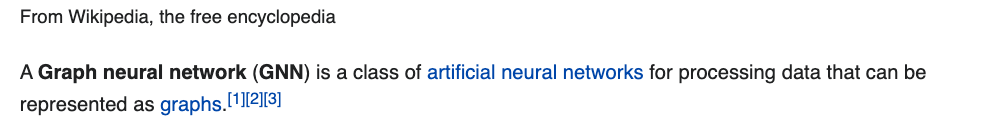 From Wikipedia, the free encyclopedia
A Graph neural network (GNN) is a class of artificial neural networks for processing data that can be
represented as graphs.[1][2][3]